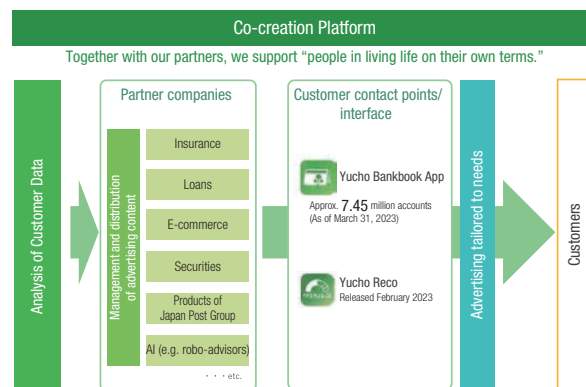 Co-creation Platform
Together with our partners, we support “people in living life on their own terms.”
Analysis of Customer Data
Partner companies
Management and distribution
of advertising content
Insurance
Loans
E-commerce
Securities
Products of
Japan Post Group
AI (e.g. robo-advisors)
・・・etc.
Customer contact points/
interface
Yucho Bankbook App
Approx. 7.45 million accounts
(As of March 31, 2023)
Yucho Reco
Released February 2023
Advertising tailored to needs
Customers